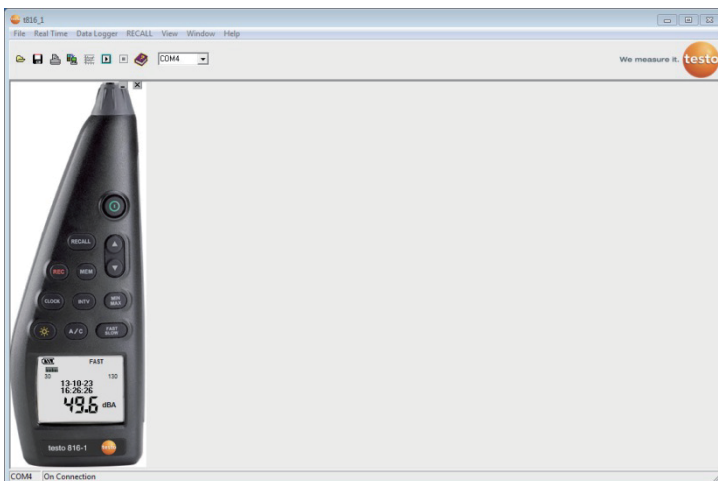 t816_1
File Real Time Data Logger RECALL View Window Help
COM4
We measure it. testo
RECALL
REC MEM
CLOCK INTV MIN MAX
A/C FAST SLOW
FAST
30 130
13-10-23
16:26:26
49.6 dBA
testo 816-1 testo
COM4 On Connection